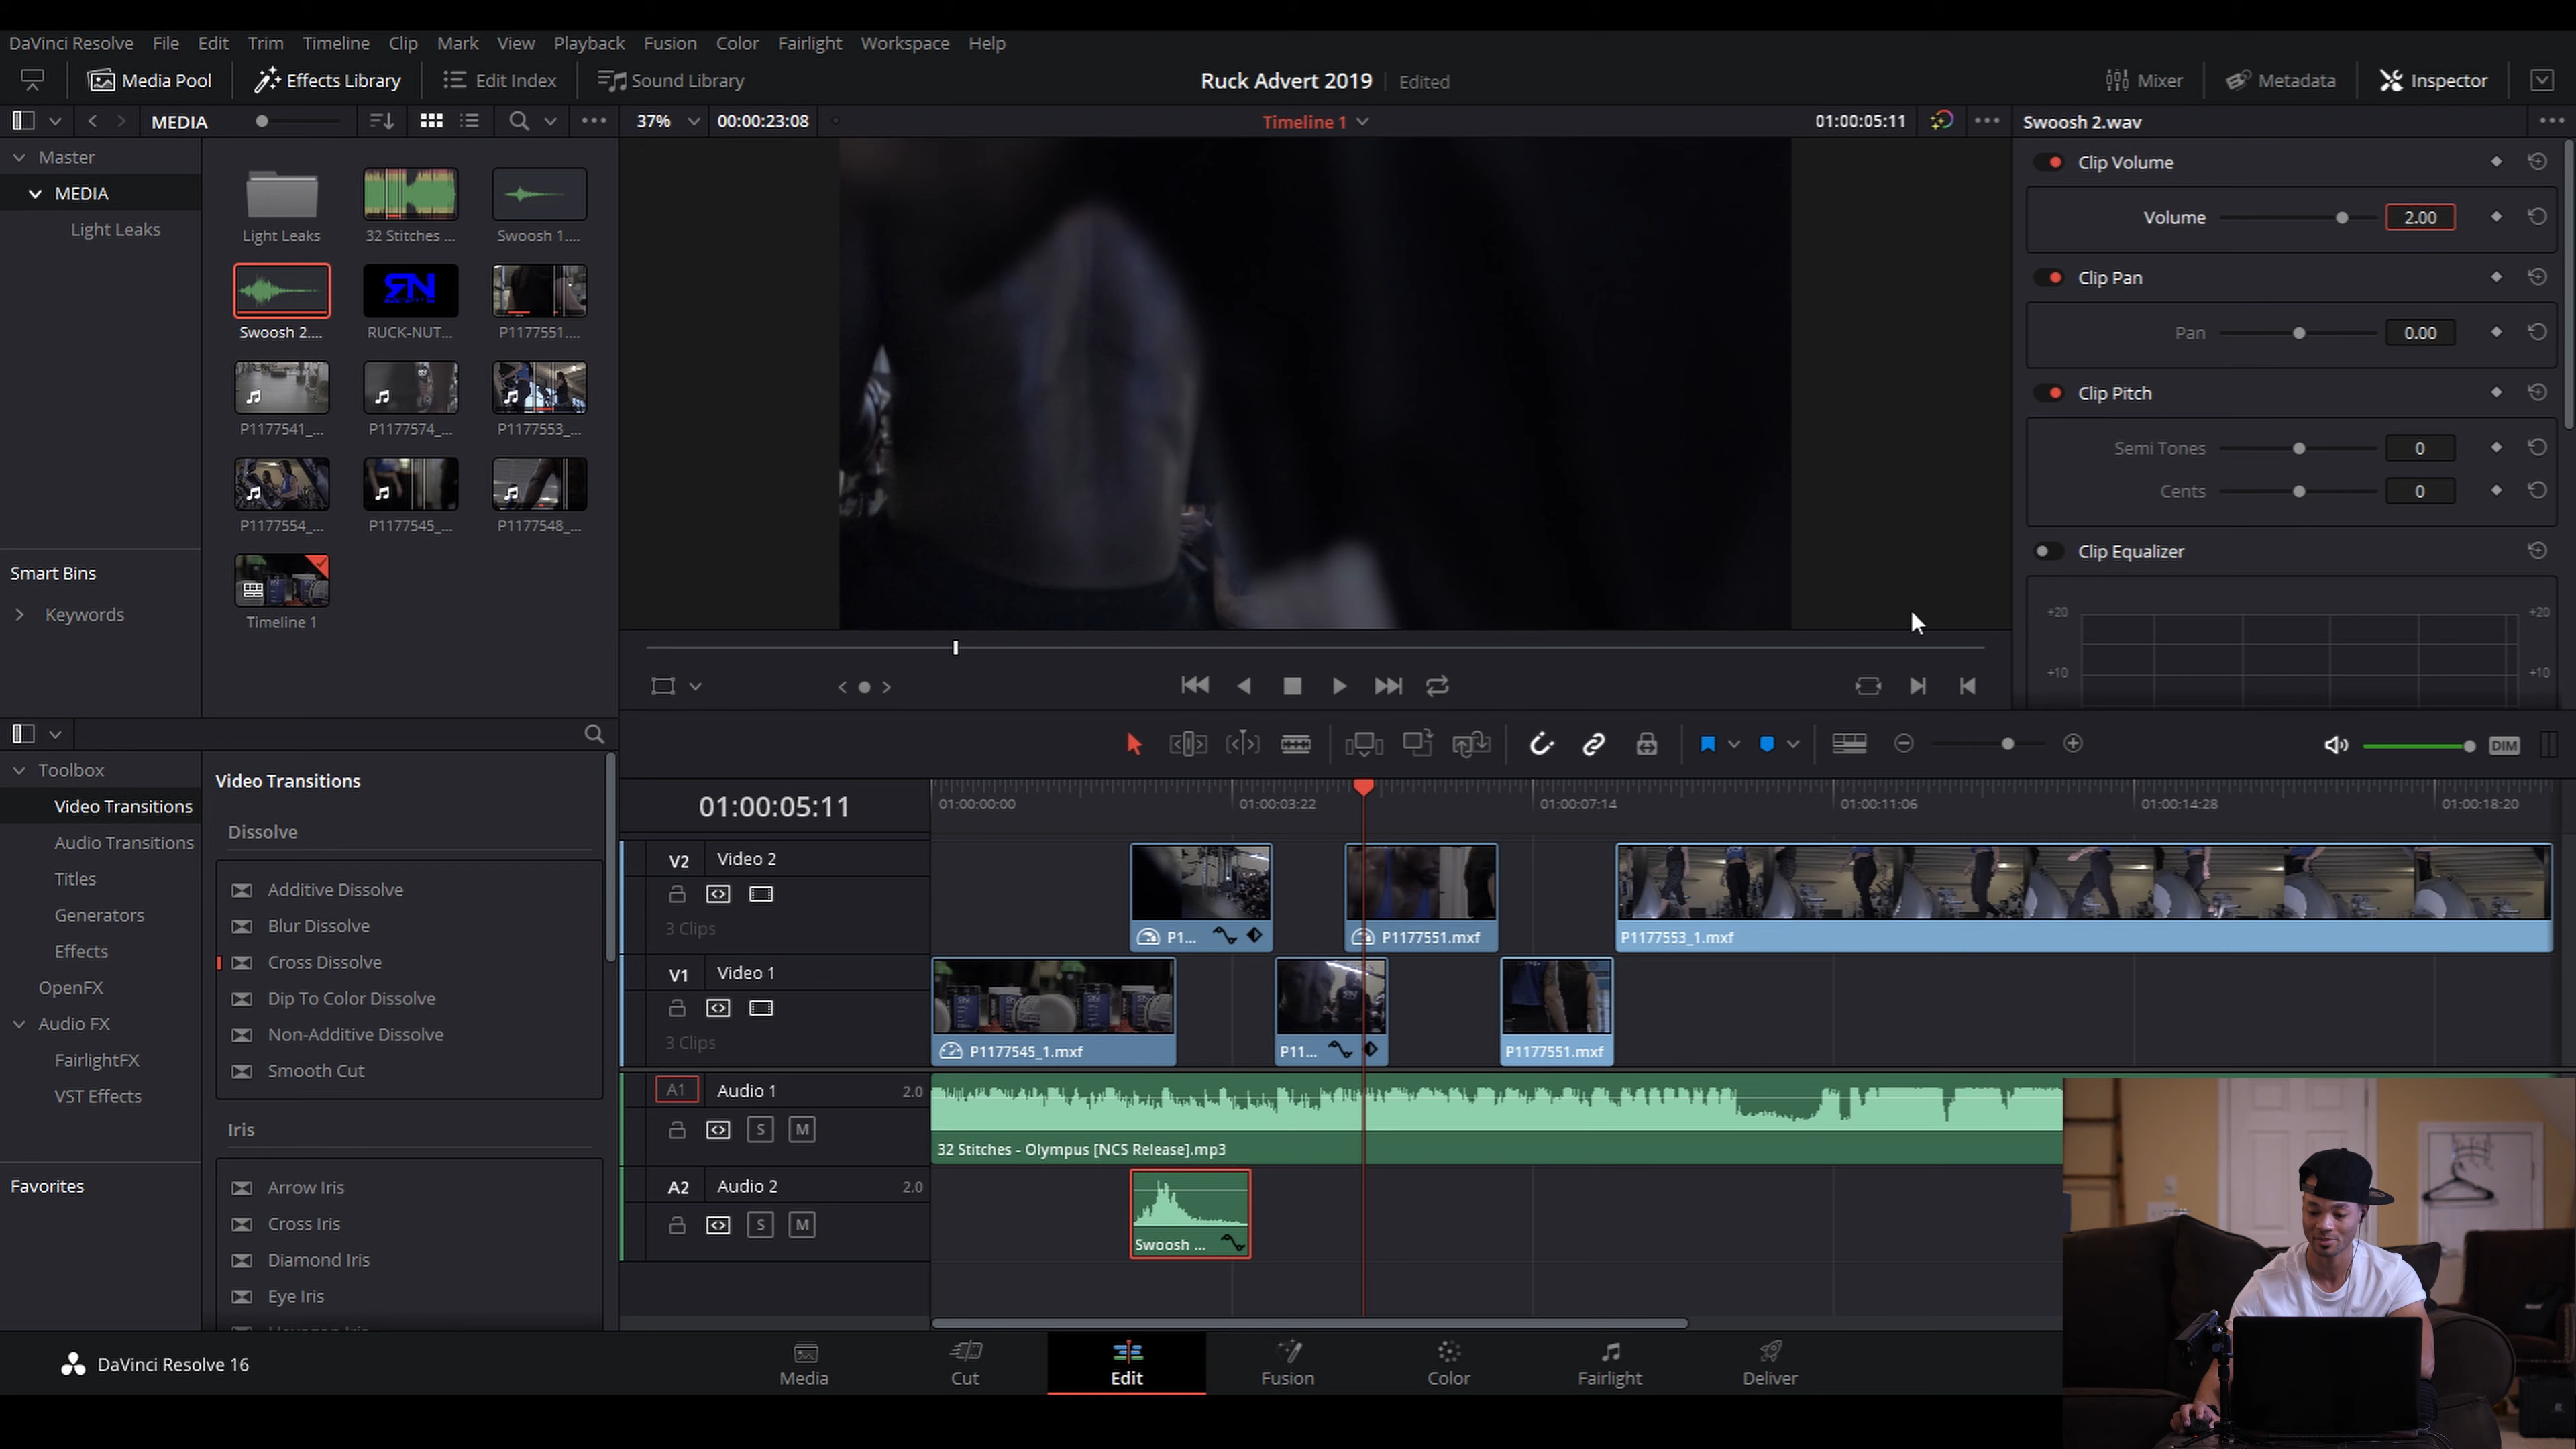 DaVinci Resolve File Edit Trim Timeline Clip Mark View Playback Fusion Color Fairlight Workspace Help
Media Pool Effects Library Edit Index Sound Library Ruck Advert 2019 Edited Mixer Metadata Inspector
MEDIA 37% 00:00:23:08 Timeline 1 01:00:05:11 Swoosh 2.wav
Master
MEDIA
Light Leaks
Light Leaks 32 Stitches ... Swoosh 1....
Swoosh 2.... RUCK-NUT... P1177551....
P1177541_... P1177574_... P1177553_...
P1177554_... P1177545_... P1177548_...
Timeline 1
RN
Smart Bins
Keywords
Clip Volume
Volume 2.00
Clip Pan
Pan 0.00
Clip Pitch
Semi Tones 0
Cents 0
Clip Equalizer
+20 +20
+10 +10
Toolbox
Video Transitions
Audio Transitions
Titles
Generators
Effects
OpenFX
Audio FX
FairlightFX
VST Effects
Favorites
Video Transitions
Dissolve
Additive Dissolve
Blur Dissolve
Cross Dissolve
Dip To Color Dissolve
Non-Additive Dissolve
Smooth Cut
Iris
Arrow Iris
Cross Iris
Diamond Iris
Eye Iris
DIM
01:00:05:11 01:00:00:00 01:00:03:22 01:00:07:14 01:00:11:06 01:00:14:28 01:00:18:20
V2 Video 2
3 Clips
P1... P1177551.mxf P1177553_1.mxf
V1 Video 1
3 Clips
P1177545_1.mxf P11... P1177551.mxf
A1 Audio 1 2.0
S M
32 Stitches - Olympus [NCS Release].mp3
A2 Audio 2 2.0
S M
Swoosh ...
DaVinci Resolve 16
Media Cut Edit Fusion Color Fairlight Deliver